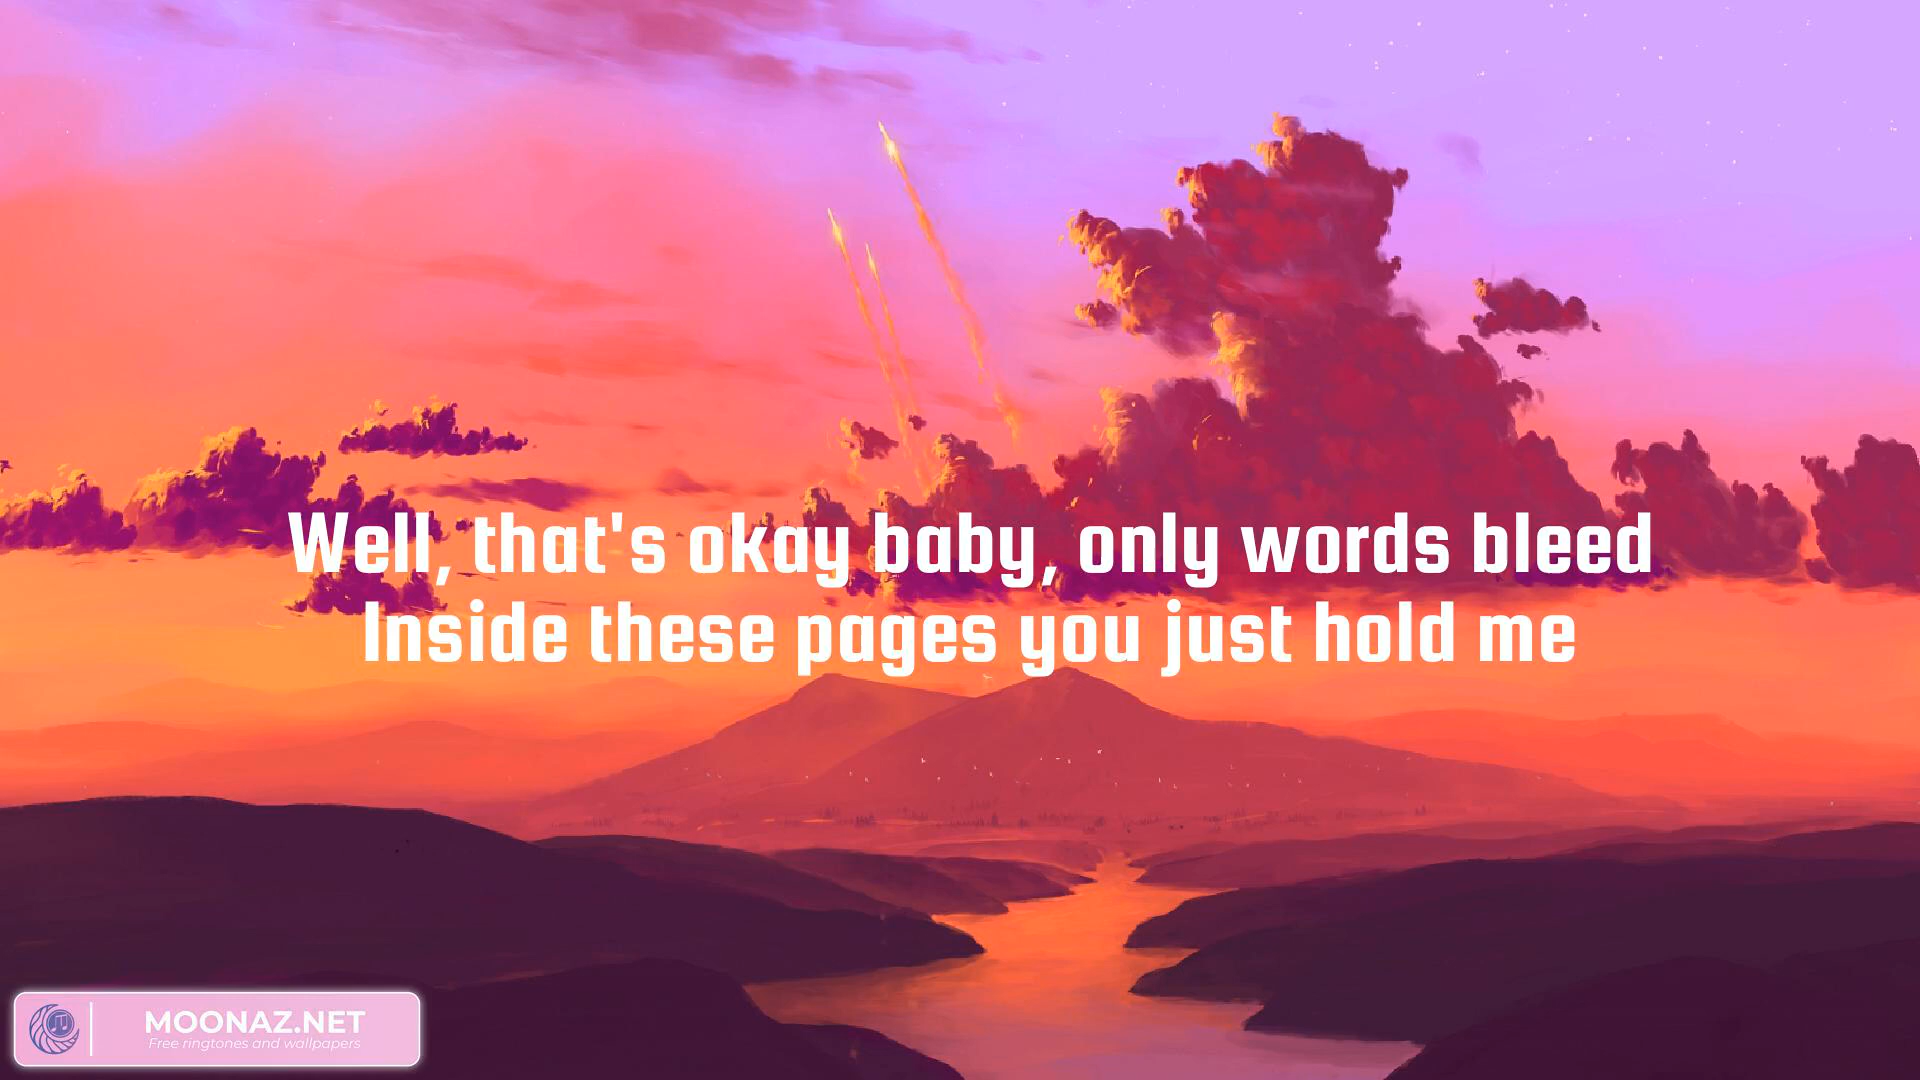 Well, that's okay baby, only words bleed
Inside these pages you just hold me
MOONAZ.NET
Free ringtones and wallpapers